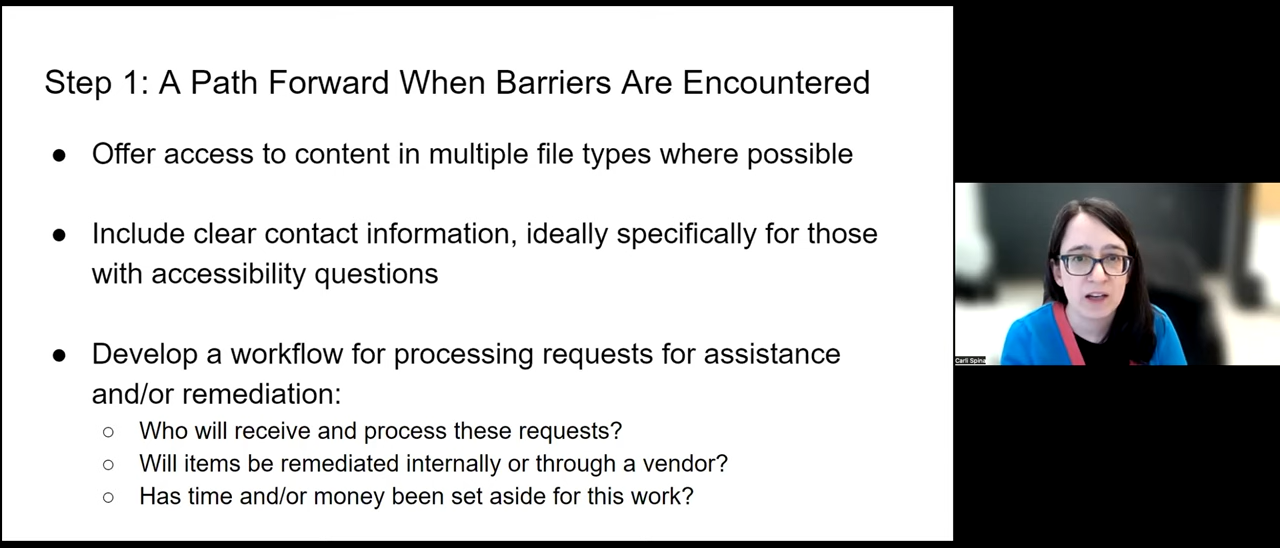 Step 1: A Path Forward When Barriers Are Encountered
● Offer access to content in multiple file types where possible
● Include clear contact information, ideally specifically for those
with accessibility questions
● Develop a workflow for processing requests for assistance
and/or remediation:
○ Who will receive and process these requests?
○ Will items be remediated internally or through a vendor?
○ Has time and/or money been set aside for this work?
Carli Spina